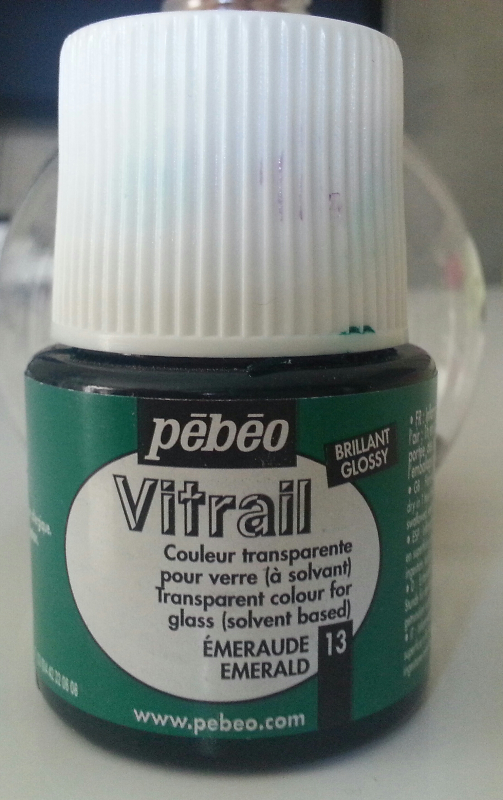 pēbēo
BRILLANT
GLOSSY
Vitrail
Couleur transparente
pour verre (à solvant)
Transparent colour for
glass (solvent based)
ÉMERAUDE
EMERALD
13
www.pebeo.com